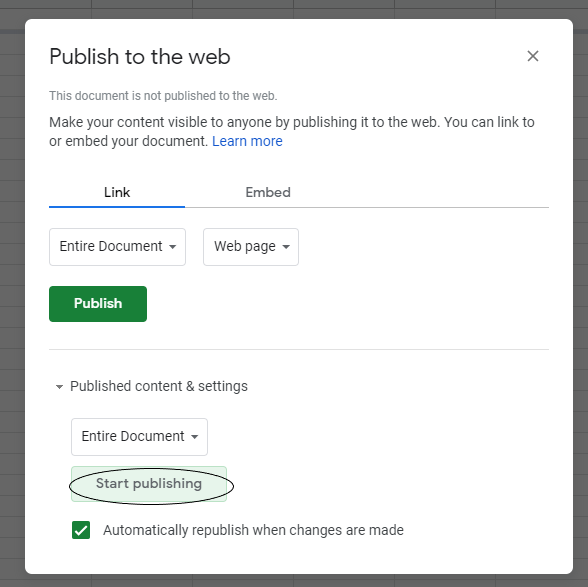 Publish to the web
This document is not published to the web.
Make your content visible to anyone by publishing it to the web. You can link to
or embed your document. Learn more
Link Embed
Entire Document Web page
Publish
Published content & settings
Entire Document
Start publishing
Automatically republish when changes are made